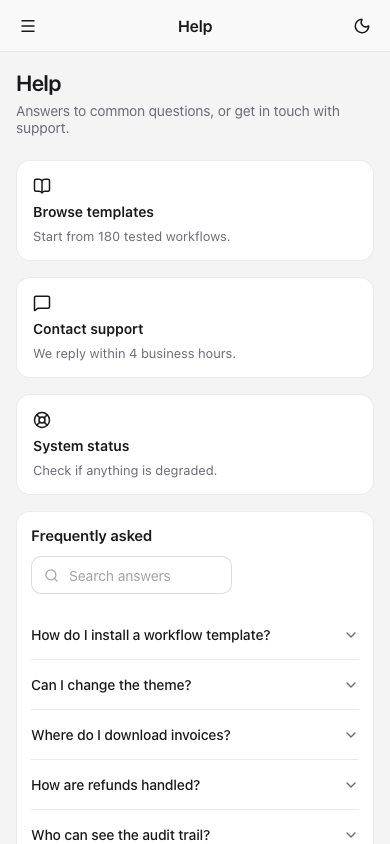 Help
Help
Answers to common questions, or get in touch with
support.
Browse templates
Start from 180 tested workflows.
Contact support
We reply within 4 business hours.
System status
Check if anything is degraded.
Frequently asked
Search answers
How do I install a workflow template?
Can I change the theme?
Where do I download invoices?
How are refunds handled?
Who can see the audit trail?